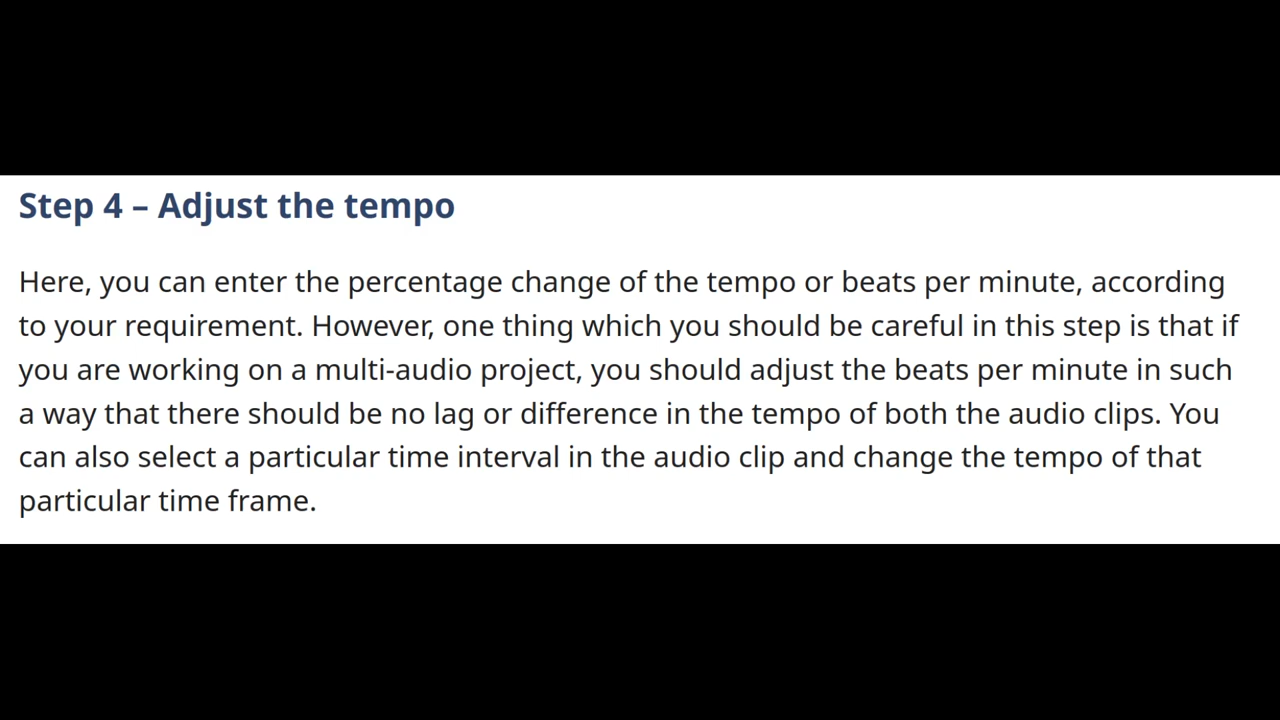 Step 4 – Adjust the tempo
Here, you can enter the percentage change of the tempo or beats per minute, according
to your requirement. However, one thing which you should be careful in this step is that if
you are working on a multi-audio project, you should adjust the beats per minute in such
a way that there should be no lag or difference in the tempo of both the audio clips. You
can also select a particular time interval in the audio clip and change the tempo of that
particular time frame.